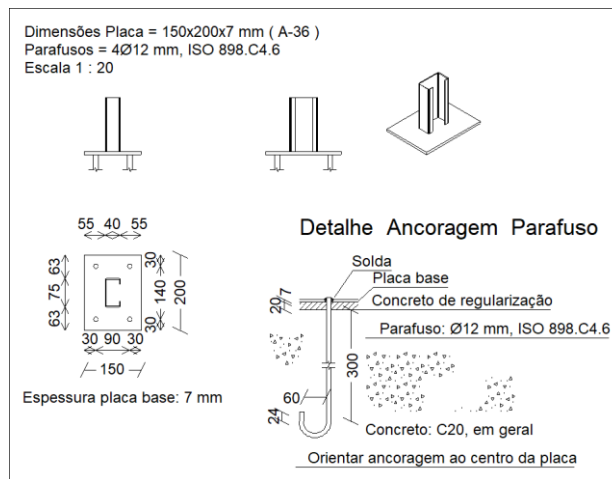 Dimensões Placa = 150x200x7 mm ( A-36 )
Parafusos = 4Ø12 mm, ISO 898.C4.6
Escala 1 : 20
55 40 55
63
75
63
30
140
30
200
30 90 30
150
Espessura placa base: 7 mm
Detalhe Ancoragem Parafuso
Solda
Placa base
Concreto de regularização
20 7
Parafuso: Ø12 mm, ISO 898.C4.6
300
60
24
Concreto: C20, em geral
Orientar ancoragem ao centro da placa